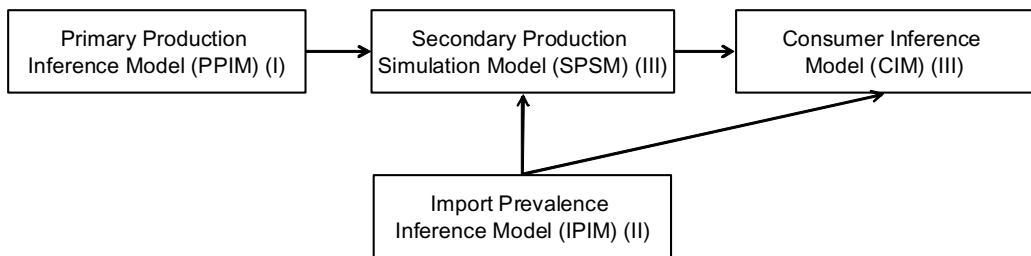 Primary Production
Inference Model (PPIM) (I)
Secondary Production
Simulation Model (SPSM) (III)
Consumer Inference
Model (CIM) (III)
Import Prevalence
Inference Model (IPIM) (II)